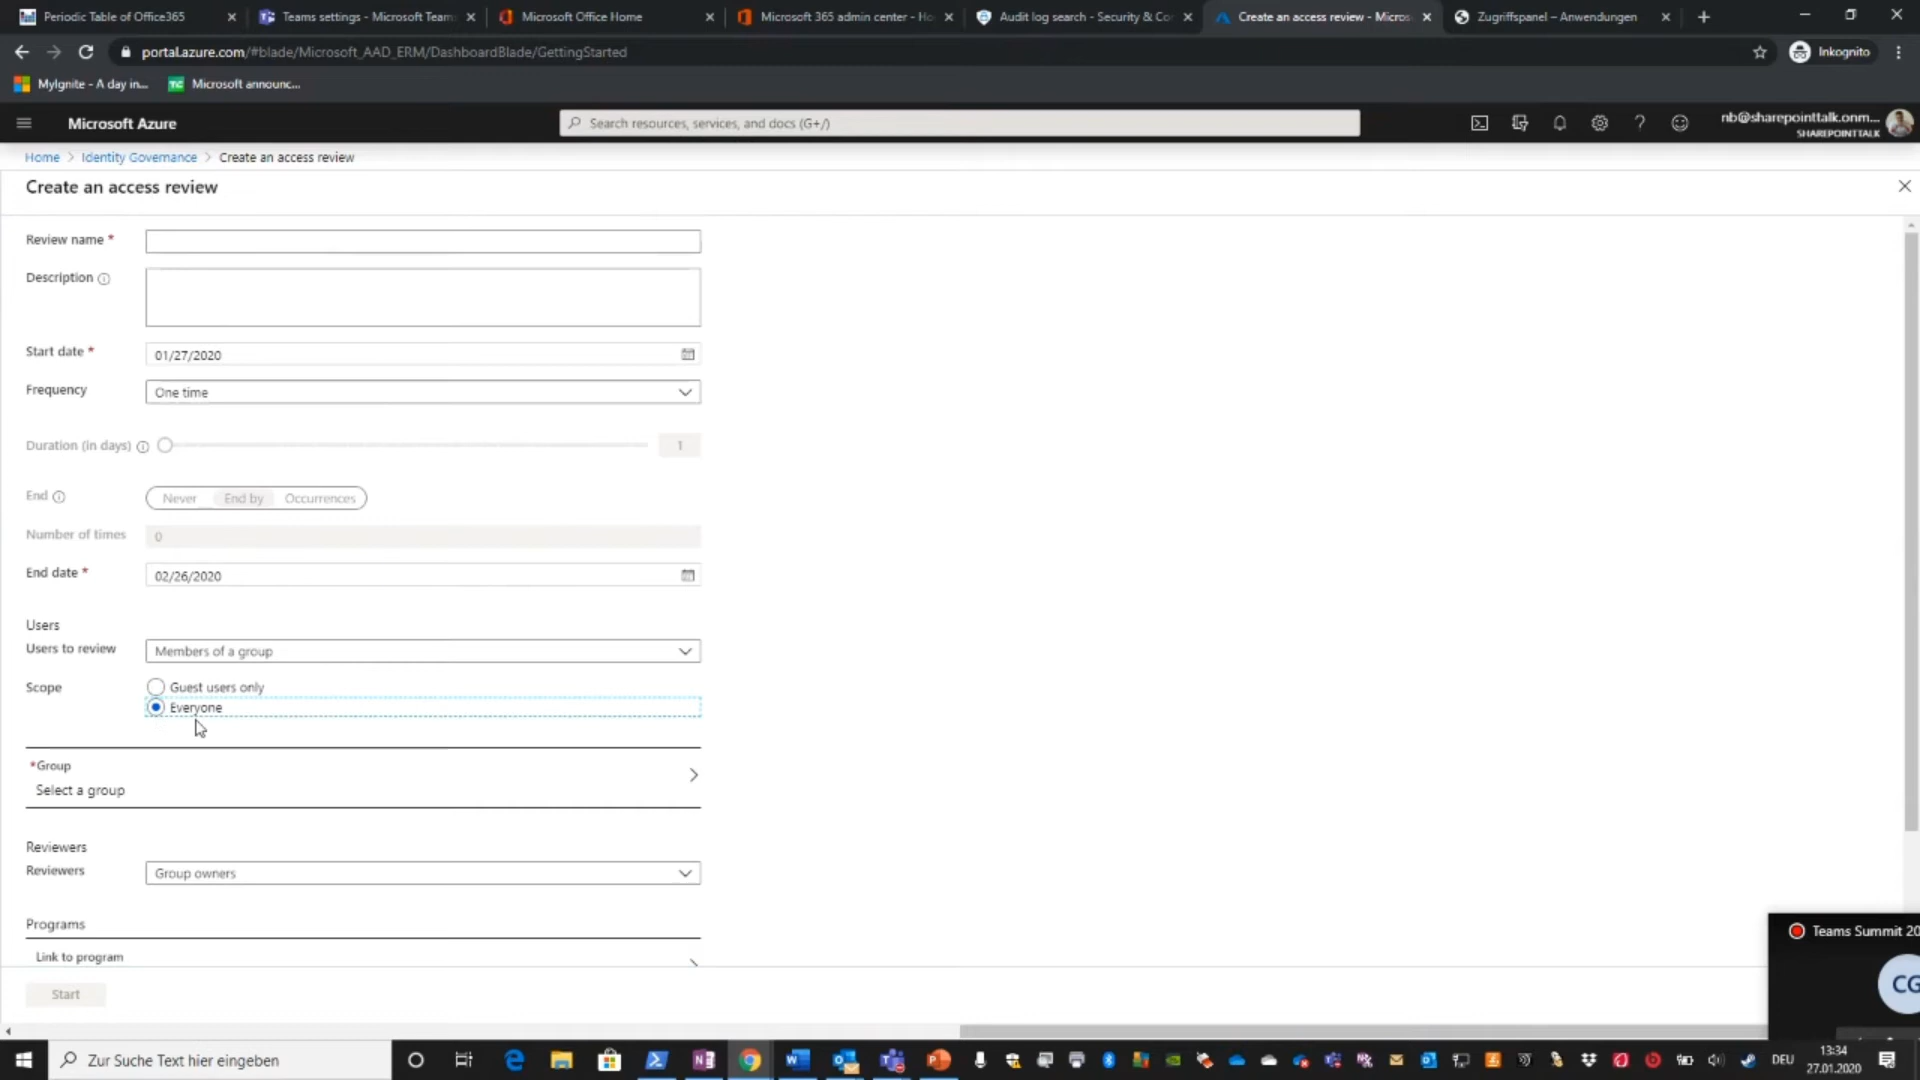 Periodic Table of Office365
Teams settings - Microsoft Team
Microsoft Office Home
Microsoft 365 admin center - Ho
Audit log search - Security & Co
Create an access review - Micros
Zugriffspanel – Anwendungen
portal.azure.com/#blade/Microsoft_AAD_ERM/DashboardBlade/GettingStarted
Inkognito
MyIgnite - A day in...
Microsoft announc...
Microsoft Azure
Search resources, services, and docs (G+/)
nb@sharepointtalk.onm...
SHAREPOINTTALK
Home > Identity Governance > Create an access review
Create an access review
Review name *
Description
Start date *
01/27/2020
Frequency
One time
Duration (in days)
1
End
Never
End by
Occurrences
Number of times
0
End date *
02/26/2020
Users
Users to review
Members of a group
Scope
Guest users only
Everyone
*Group
Select a group
Reviewers
Reviewers
Group owners
Programs
Link to program
Start
Teams Summit 20
CG
Zur Suche Text hier eingeben
DEU
13:34
27.01.2020